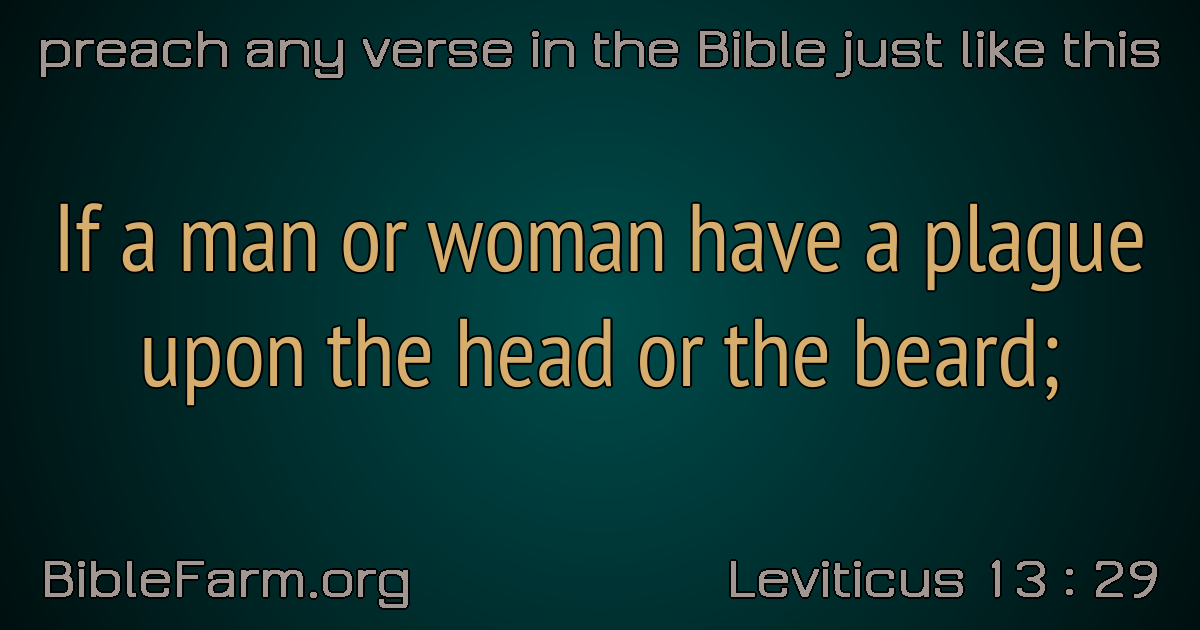 preach any verse in the Bible just like this
If a man or woman have a plague
upon the head or the beard;
BibleFarm.org
Leviticus 13 : 29